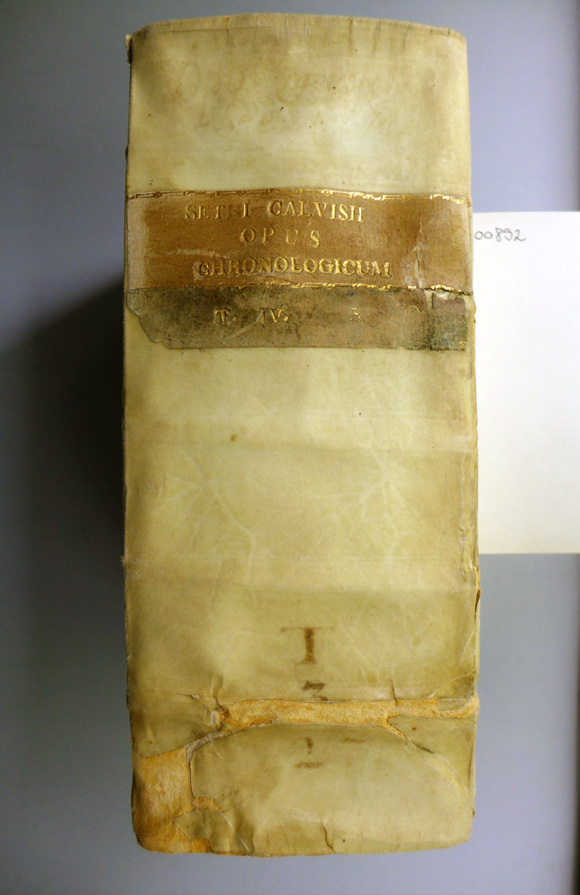 SETHI CALVISII
OPUS
CHRONOLOGICUM
T. IV.
00892
T